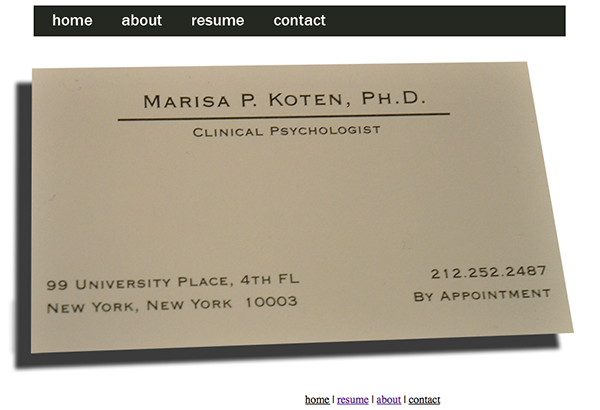 home about resume contact
MARISA P. KOTEN, PH.D.
CLINICAL PSYCHOLOGIST
99 UNIVERSITY PLACE, 4TH FL
NEW YORK, NEW YORK 10003
212.252.2487
BY APPOINTMENT
home | resume | about | contact